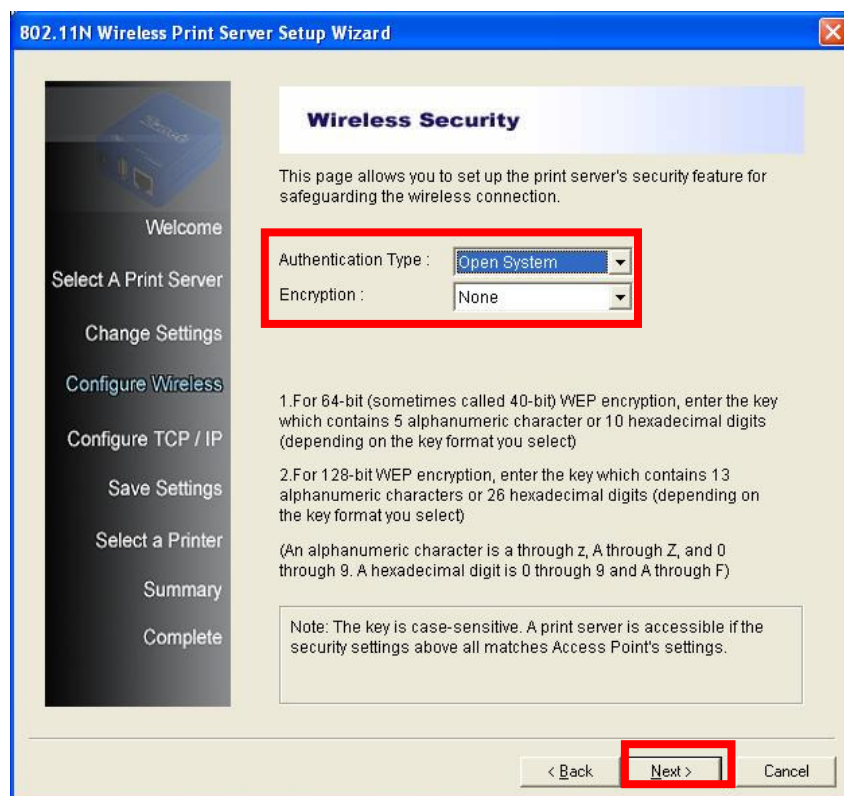 802.11N Wireless Print Server Setup Wizard
Welcome
Select A Print Server
Change Settings
Configure Wireless
Configure TCP / IP
Save Settings
Select a Printer
Summary
Complete
Wireless Security
This page allows you to set up the print server's security feature for
safeguarding the wireless connection.
Authentication Type : Open System
Encryption : None
1.For 64-bit (sometimes called 40-bit) WEP encryption, enter the key
which contains 5 alphanumeric character or 10 hexadecimal digits
(depending on the key format you select)
2.For 128-bit WEP encryption, enter the key which contains 13
alphanumeric characters or 26 hexadecimal digits (depending on
the key format you select)
(An alphanumeric character is a through z, A through Z, and 0
through 9. A hexadecimal digit is 0 through 9 and A through F)
Note: The key is case-sensitive. A print server is accessible if the
security settings above all matches Access Point's settings.
< Back Next > Cancel